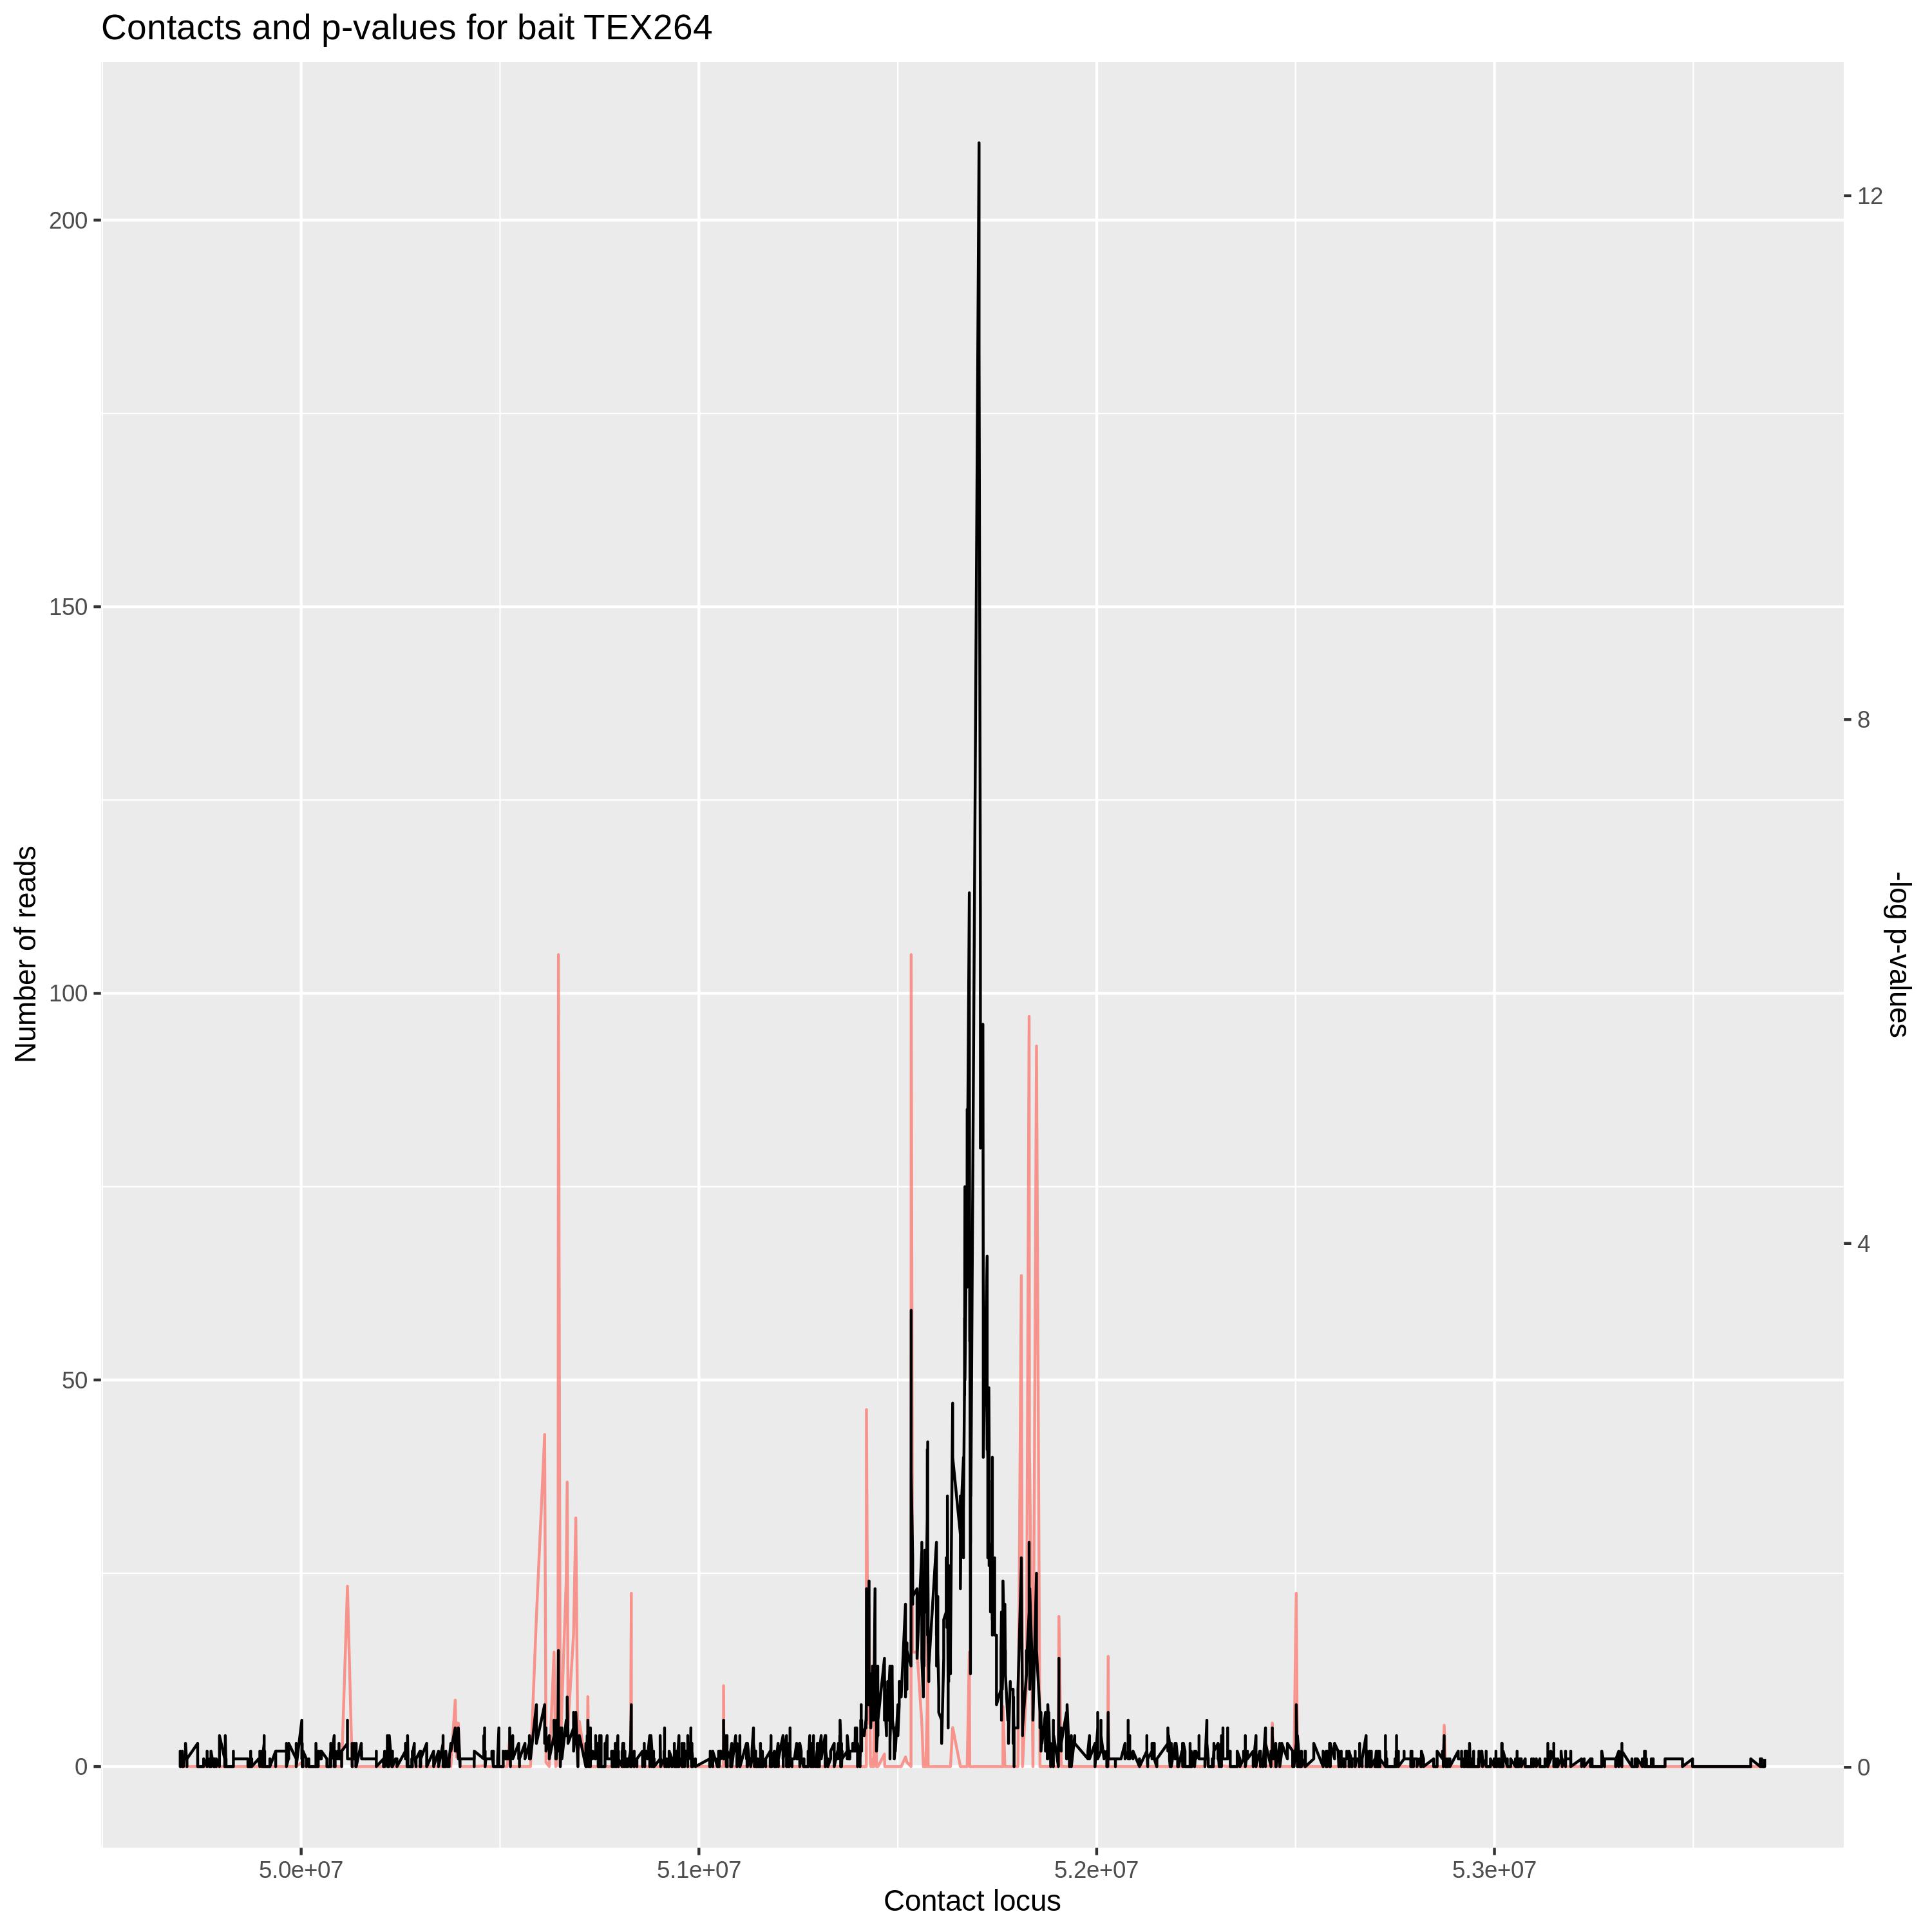 Contacts and p-values for bait TEX264
200
150
100
50
0
Number of reads
12
8
4
0
-log p-values
5.0e+07 5.1e+07 5.2e+07 5.3e+07
Contact locus